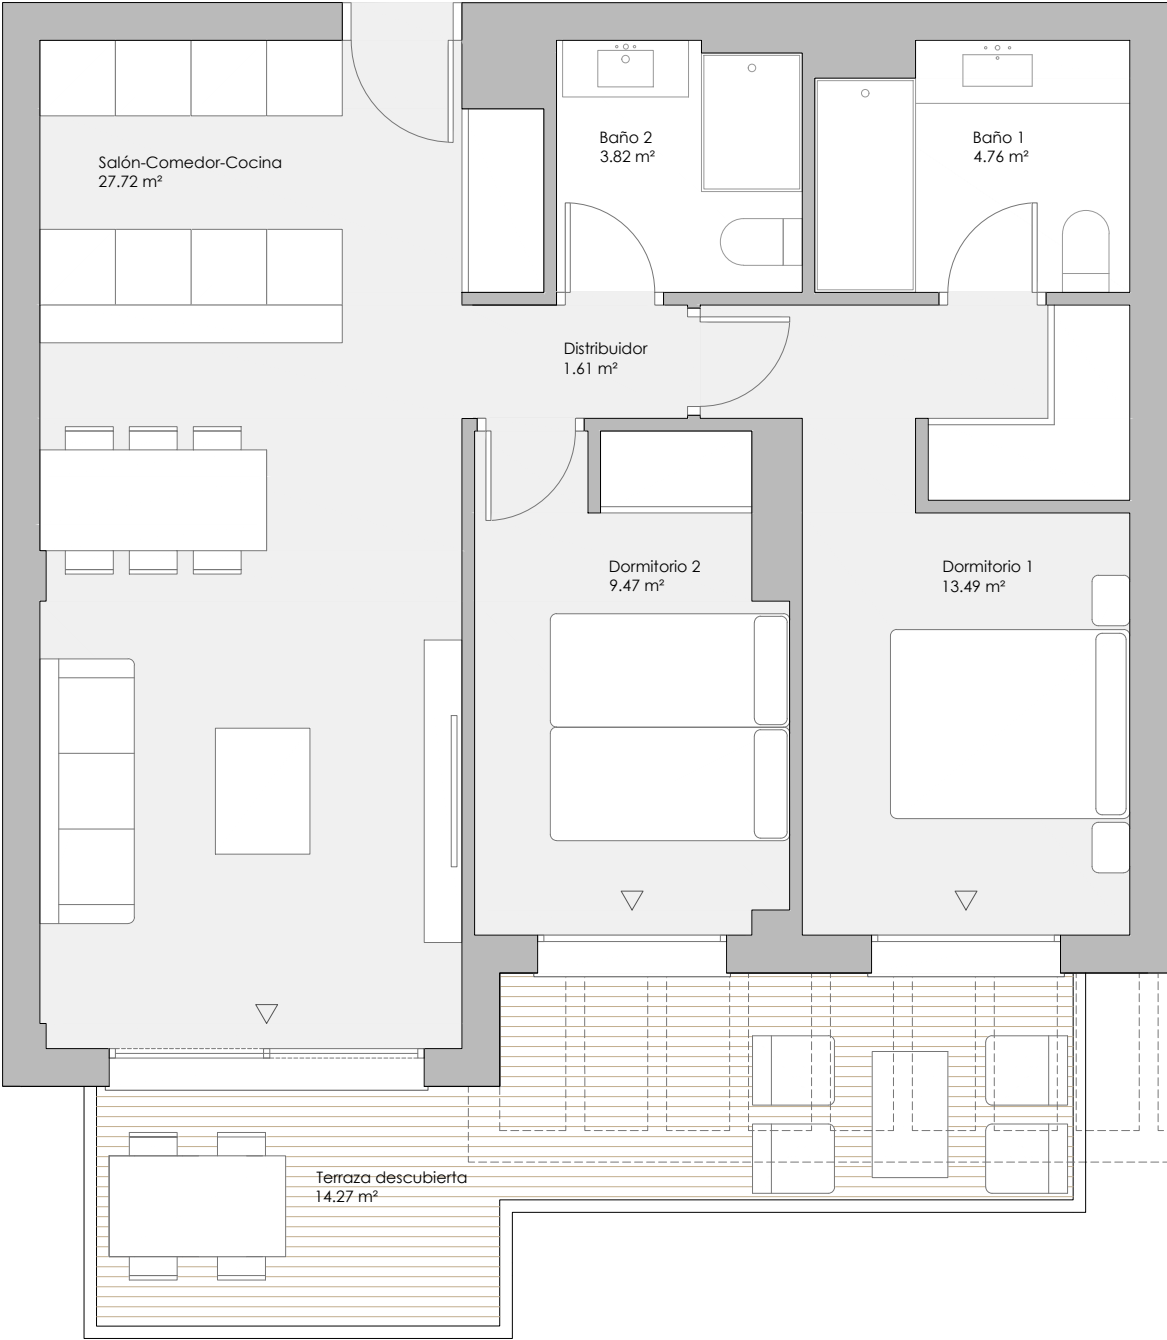 Baño 2
3.82 m²
Baño 1
4.76 m²
Salón-Comedor-Cocina
27.72 m²
Distribuidor
1.61 m²
Dormitorio 2
9.47 m²
Dormitorio 1
13.49 m²
Terraza descubierta
14.27 m²